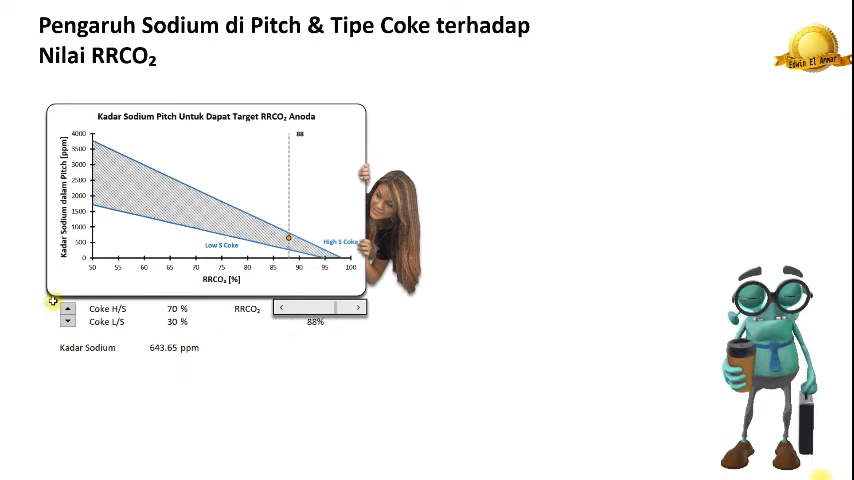 Pengaruh Sodium di Pitch & Tipe Coke terhadap
Nilai RRCO₂
Edwin El Amar
Kadar Sodium Pitch Untuk Dapat Target RRCO₂ Anoda
Kadar Sodium dalam Pitch [ppm]
4000
3500
3000
2500
2000
1500
1000
500
0
88
Low S Coke
High S Coke
50 55 60 65 70 75 80 85 90 95 100
RRCO₂ [%]
Coke H/S 70 % RRCO₂
Coke L/S 30 % 88%
Kadar Sodium 643.65 ppm